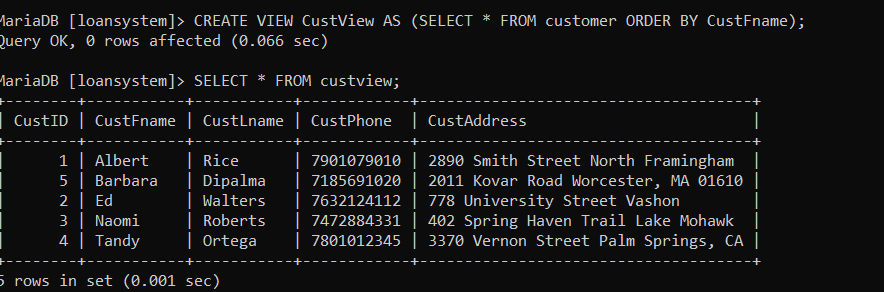 MariaDB [loansystem]> CREATE VIEW CustView AS (SELECT * FROM customer ORDER BY CustFname);
Query OK, 0 rows affected (0.066 sec)
MariaDB [loansystem]> SELECT * FROM custview;
+--------+-----------+-----------+------------+------------------------------------+
| CustID | CustFname | CustLname | CustPhone | CustAddress |
+--------+-----------+-----------+------------+------------------------------------+
| 1 | Albert | Rice | 7901079010 | 2890 Smith Street North Framingham |
| 5 | Barbara | Dipalma | 7185691020 | 2011 Kovar Road Worcester, MA 01610 |
| 2 | Ed | Walters | 7632124112 | 778 University Street Vashon |
| 3 | Naomi | Roberts | 7472884331 | 402 Spring Haven Trail Lake Mohawk |
| 4 | Tandy | Ortega | 7801012345 | 3370 Vernon Street Palm Springs, CA |
+--------+-----------+-----------+------------+------------------------------------+
5 rows in set (0.001 sec)